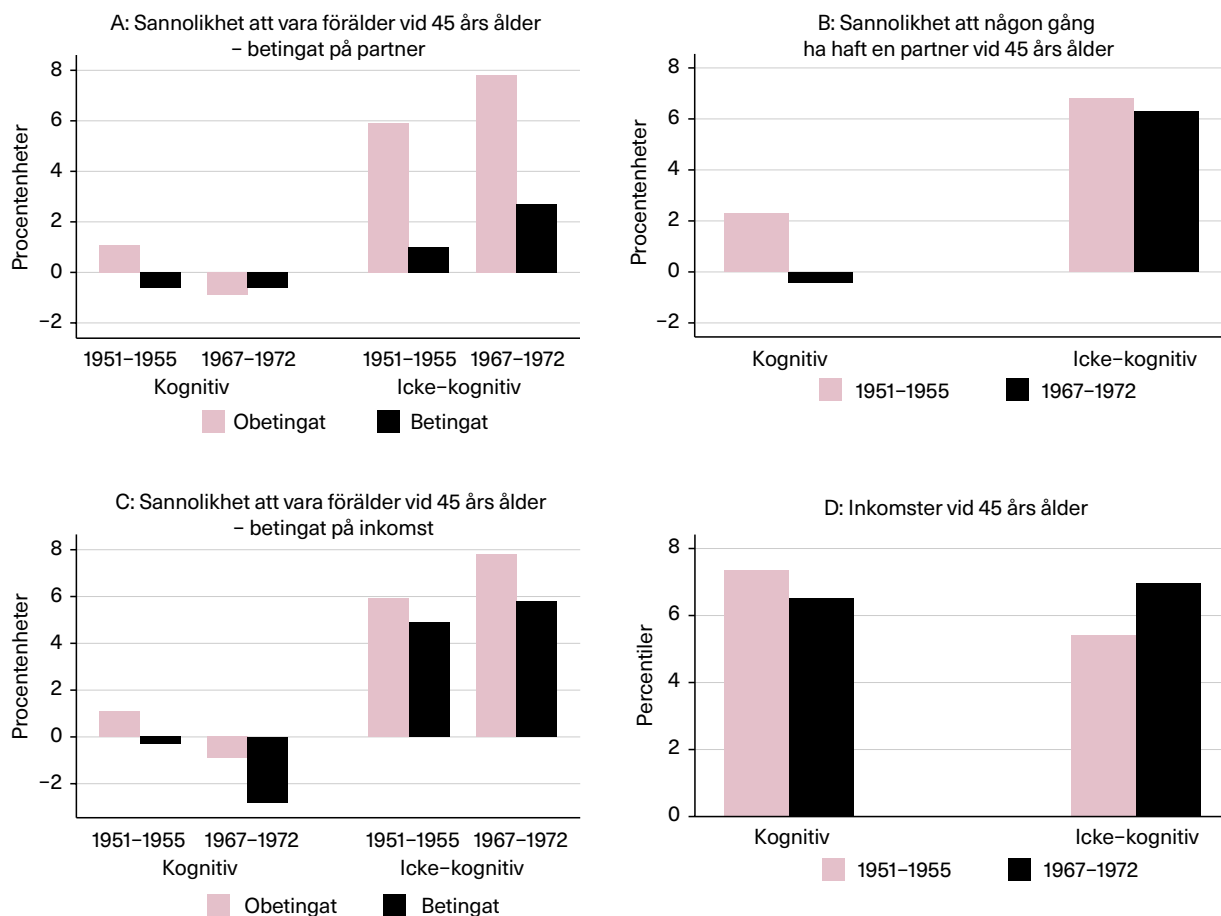 A: Sannolikhet att vara förälder vid 45 års ålder
– betingat på partner
Procentenheter
8
6
4
2
0
−2
1951–1955 1967–1972 1951–1955 1967–1972
Kognitiv Icke–kognitiv
Obetingat Betingat
B: Sannolikhet att någon gång
ha haft en partner vid 45 års ålder
Procentenheter
8
6
4
2
0
−2
Kognitiv Icke–kognitiv
1951–1955 1967–1972
C: Sannolikhet att vara förälder vid 45 års ålder
– betingat på inkomst
Procentenheter
8
6
4
2
0
−2
1951–1955 1967–1972 1951–1955 1967–1972
Kognitiv Icke–kognitiv
Obetingat Betingat
D: Inkomster vid 45 års ålder
Percentiler
8
6
4
2
0
Kognitiv Icke–kognitiv
1951–1955 1967–1972